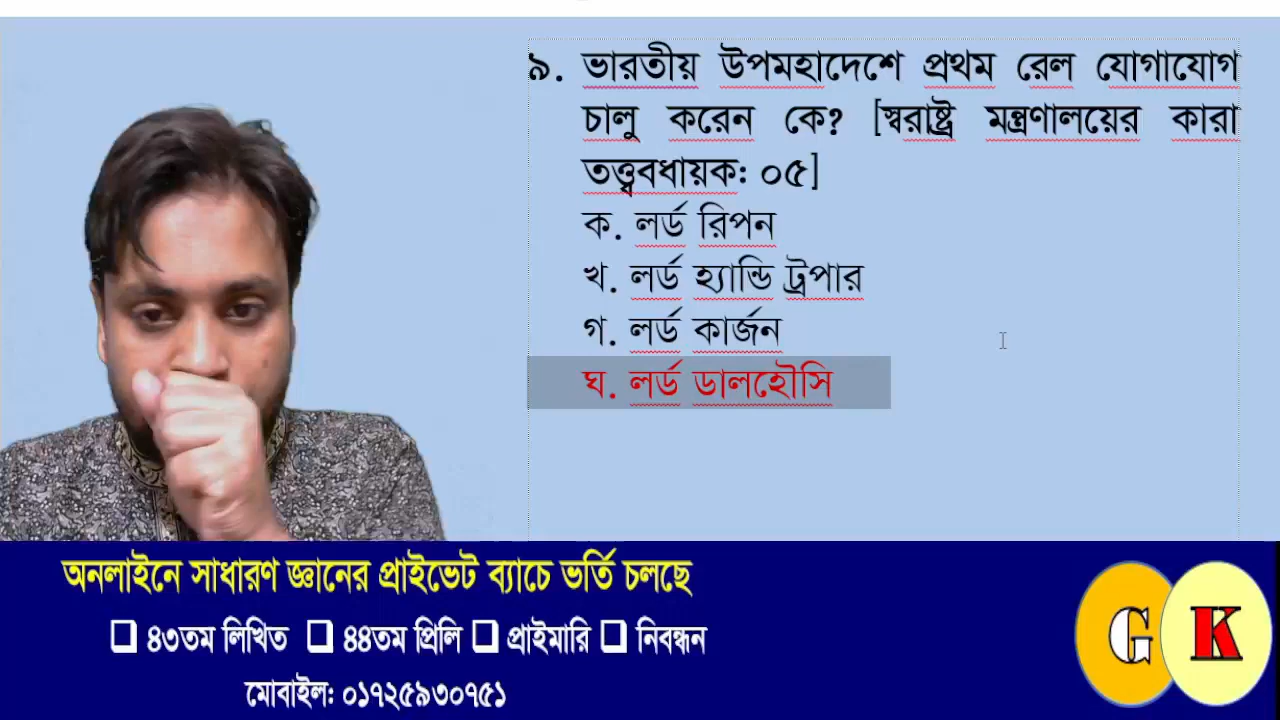 ৯. ভারতীয় উপমহাদেশে প্রথম রেল যোগাযোগ
চালু করেন কে? [স্বরাষ্ট্র মন্ত্রণালয়ের কারা
তত্ত্ববধায়ক: ০৫]
ক. লর্ড রিপন
খ. লর্ড হ্যান্ডি ট্রপার
গ. লর্ড কার্জন
ঘ. লর্ড ডালহৌসি
অনলাইনে সাধারণ জ্ঞানের প্রাইভেট ব্যাচে ভর্তি চলছে
❑ ৪৩তম লিখিত ❑ ৪৪তম প্রিলি ❑ প্রাইমারি ❑ নিবন্ধন
মোবাইল: ০১৭২৫৯৩০৭৫১
G K